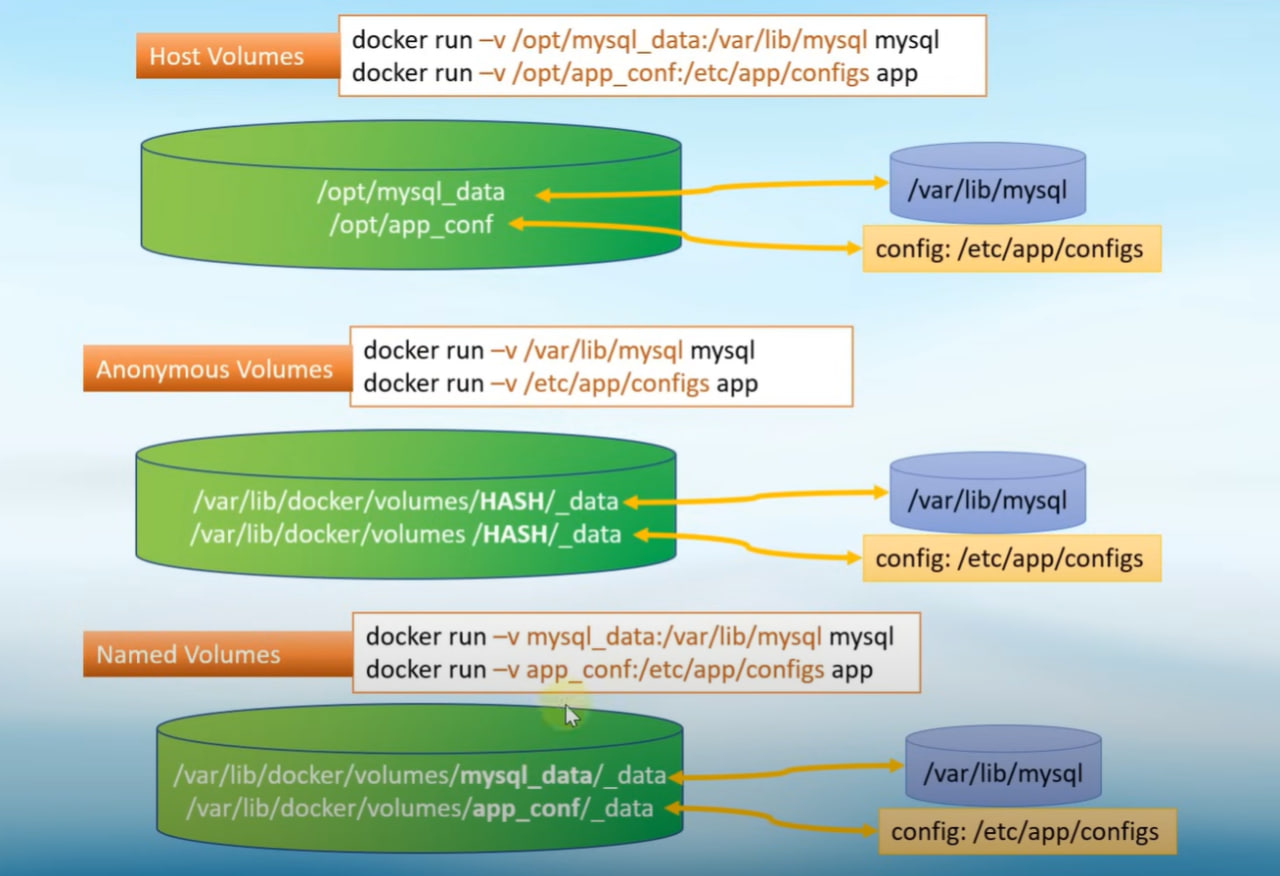 Host Volumes
docker run –v /opt/mysql_data:/var/lib/mysql mysql
docker run –v /opt/app_conf:/etc/app/configs app
/opt/mysql_data
/opt/app_conf
/var/lib/mysql
config: /etc/app/configs
Anonymous Volumes
docker run –v /var/lib/mysql mysql
docker run –v /etc/app/configs app
/var/lib/docker/volumes/HASH/_data
/var/lib/docker/volumes /HASH/_data
/var/lib/mysql
config: /etc/app/configs
Named Volumes
docker run –v mysql_data:/var/lib/mysql mysql
docker run –v app_conf:/etc/app/configs app
/var/lib/docker/volumes/mysql_data/_data
/var/lib/docker/volumes/app_conf/_data
/var/lib/mysql
config: /etc/app/configs